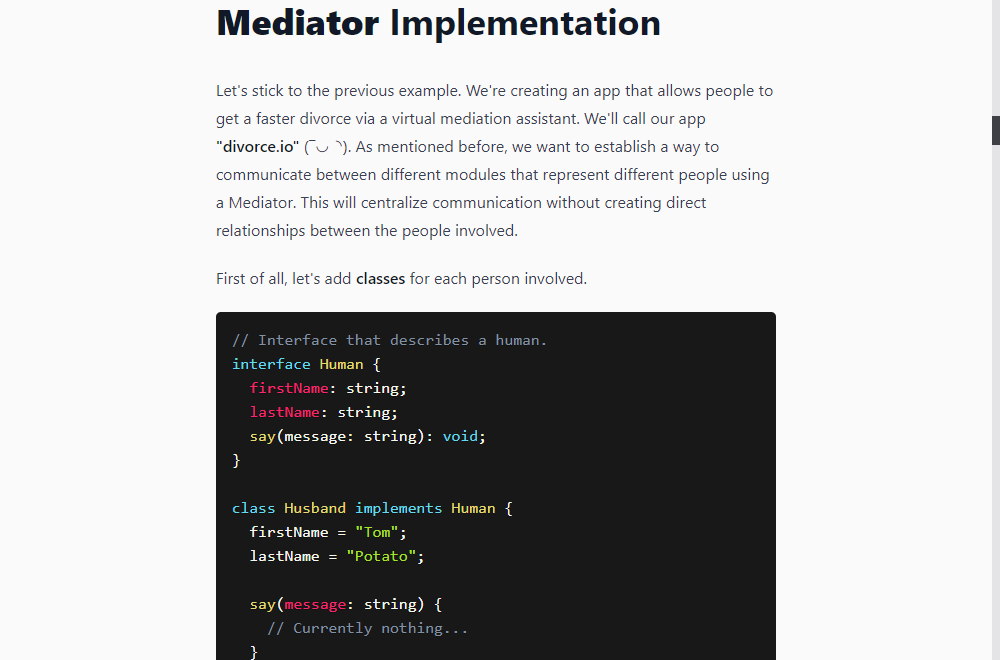 Mediator Implementation
Let's stick to the previous example. We're creating an app that allows people to
get a faster divorce via a virtual mediation assistant. We'll call our app
"divorce.io" (‾◡◝). As mentioned before, we want to establish a way to
communicate between different modules that represent different people using
a Mediator. This will centralize communication without creating direct
relationships between the people involved.
First of all, let's add classes for each person involved.
// Interface that describes a human.
interface Human {
  firstName: string;
  lastName: string;
  say(message: string): void;
}
class Husband implements Human {
  firstName = "Tom";
  lastName = "Potato";
  say(message: string) {
    // Currently nothing...
  }